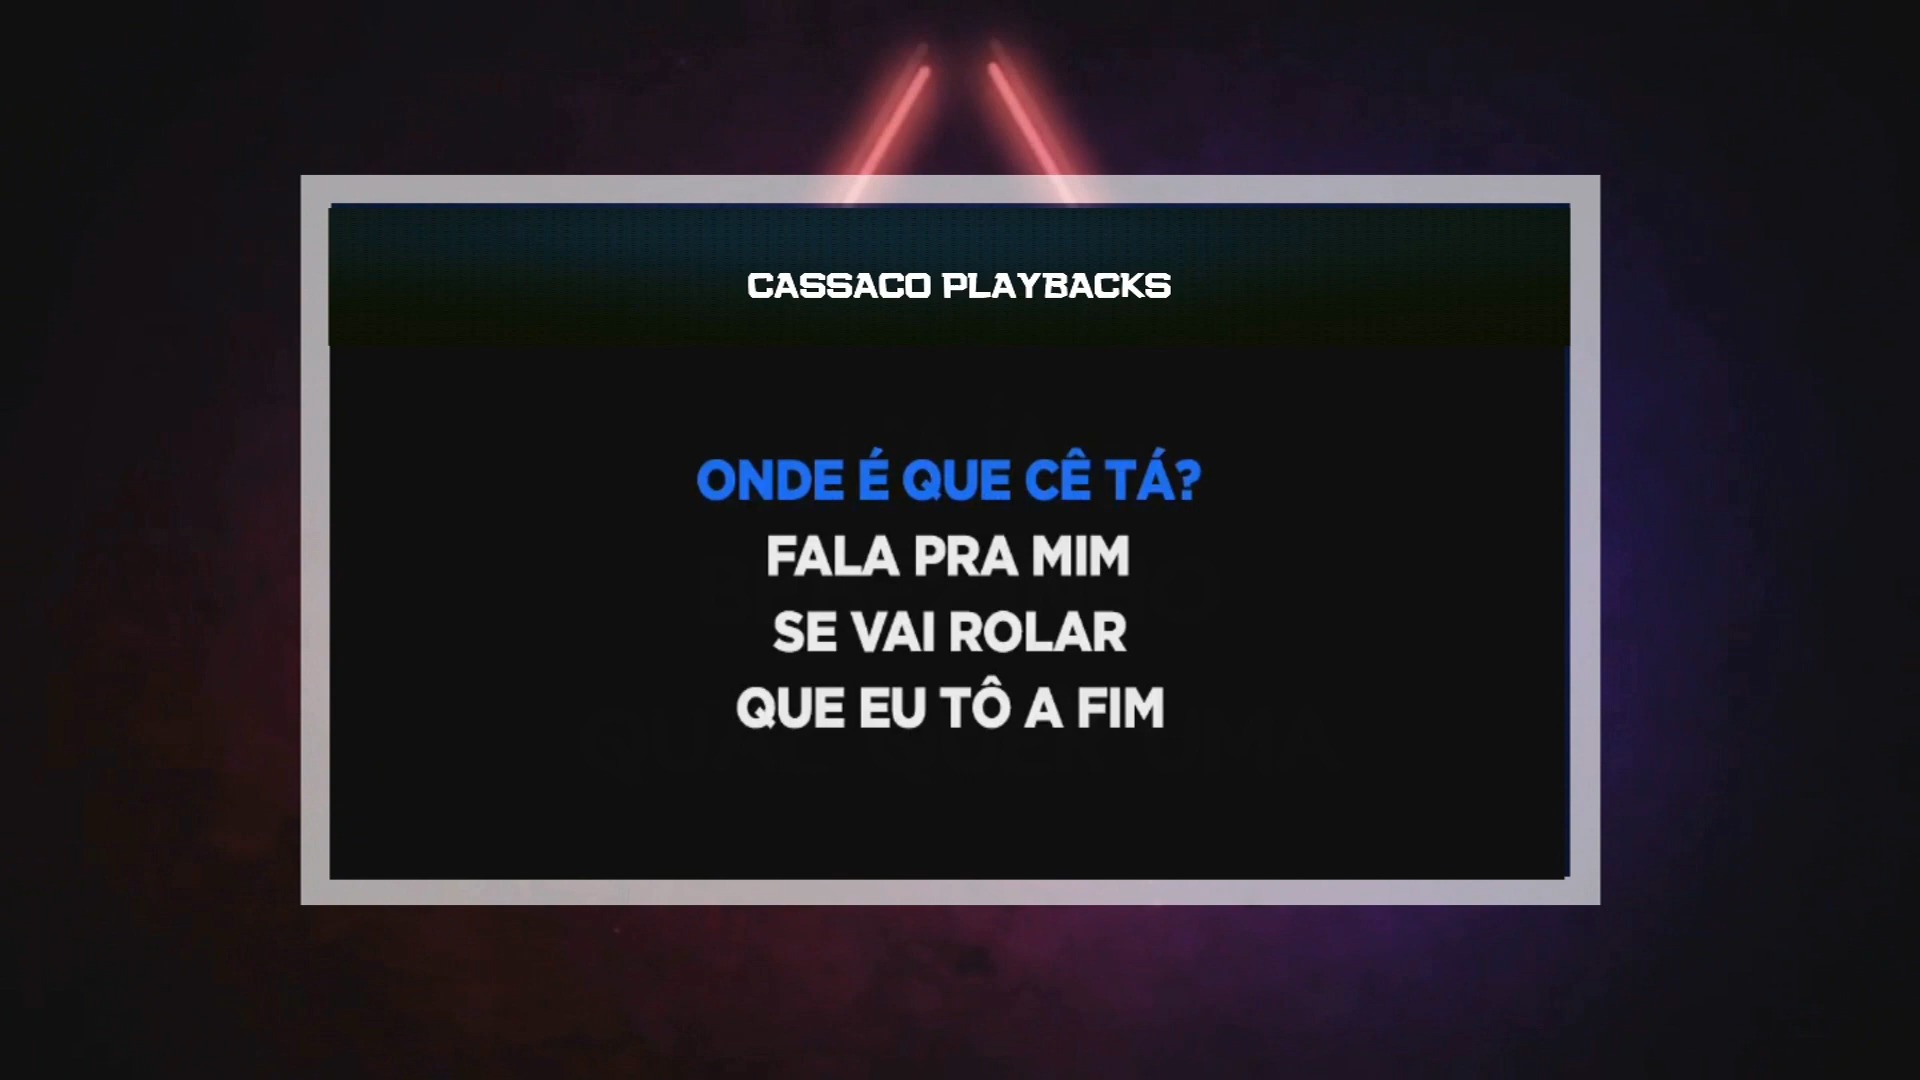 CASSACO PLAYBACKS
ONDE É QUE CÊ TÁ?
FALA PRA MIM
SE VAI ROLAR
QUE EU TÔ A FIM